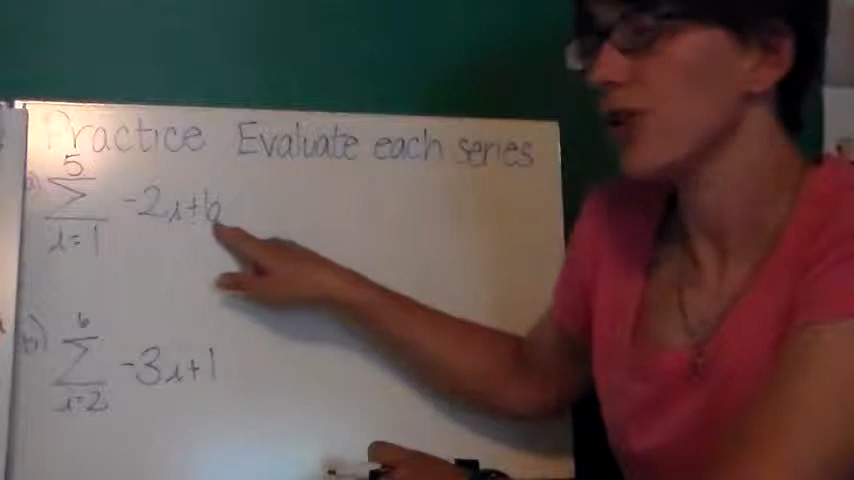 Practice Evaluate each series
a) 5
Σ -2i+6
i=1
b) 6
Σ -3i+1
i=2